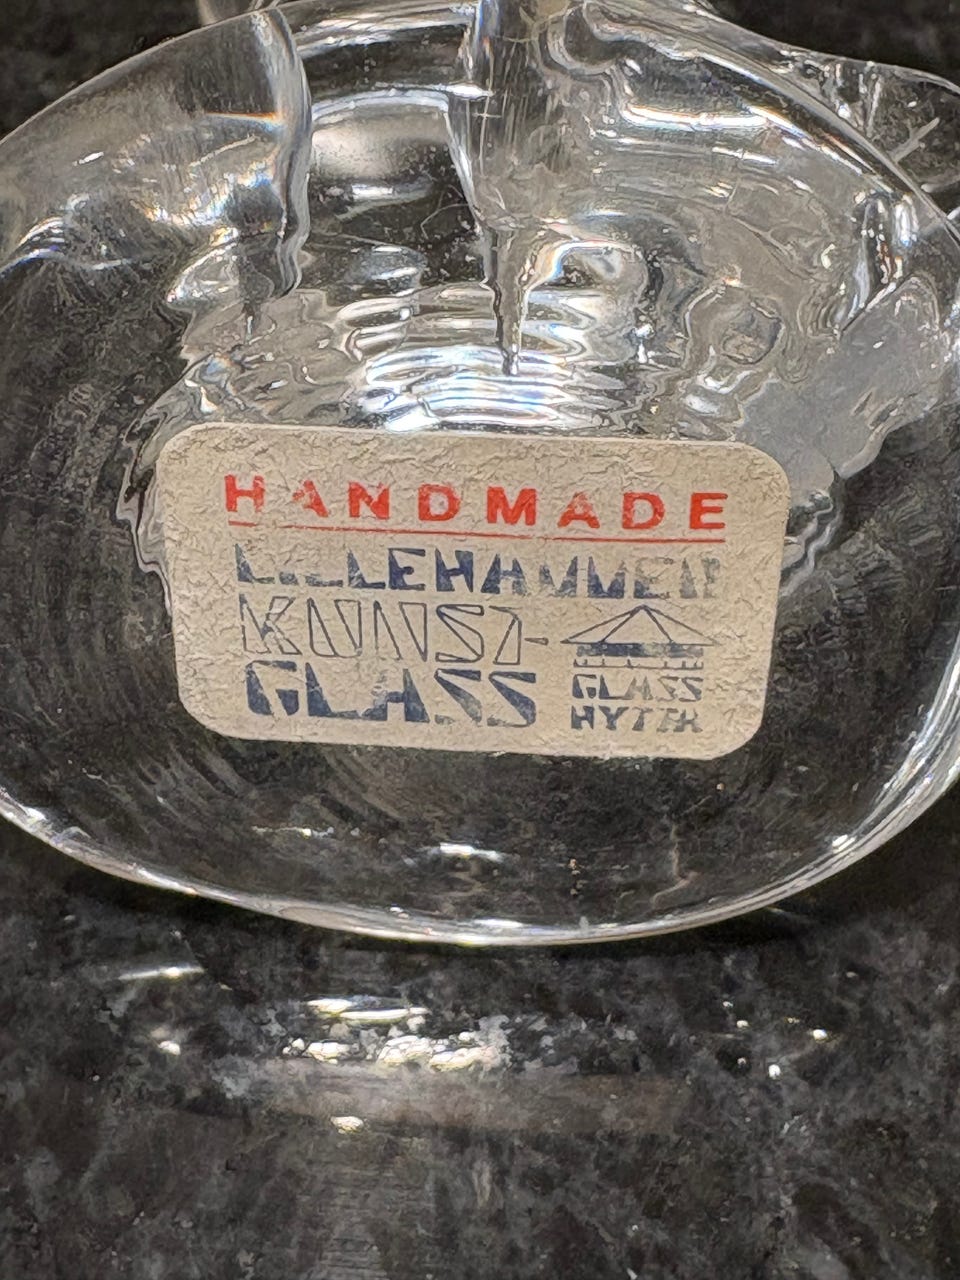 HANDMADE
LILLEHAMMER
KUNST-
GLASS
GLASS
HYTTA